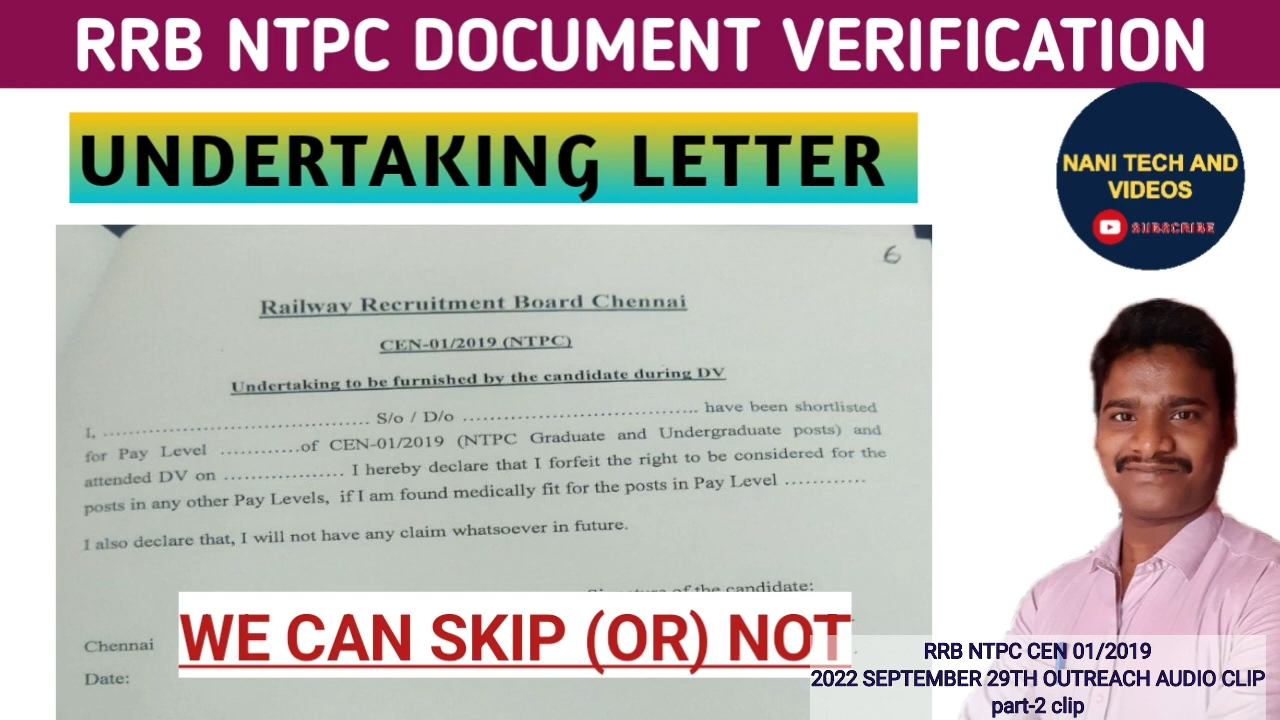 RRB NTPC DOCUMENT VERIFICATION
UNDERTAKING LETTER
NANI TECH AND
VIDEOS
SUBSCRIBE
6
Railway Recruitment Board Chennai
CEN-01/2019 (NTPC)
Undertaking to be furnished by the candidate during DV
I, ...................................... S/o / D/o ................................. have been shortlisted
for Pay Level ............of CEN-01/2019 (NTPC Graduate and Undergraduate posts) and
attended DV on .................. I hereby declare that I forfeit the right to be considered for the
posts in any other Pay Levels, if I am found medically fit for the posts in Pay Level ............
I also declare that, I will not have any claim whatsoever in future.
Signature of the candidate:
WE CAN SKIP (OR) NOT
Chennai
Date:
RRB NTPC CEN 01/2019
2022 SEPTEMBER 29TH OUTREACH AUDIO CLIP
part-2 clip